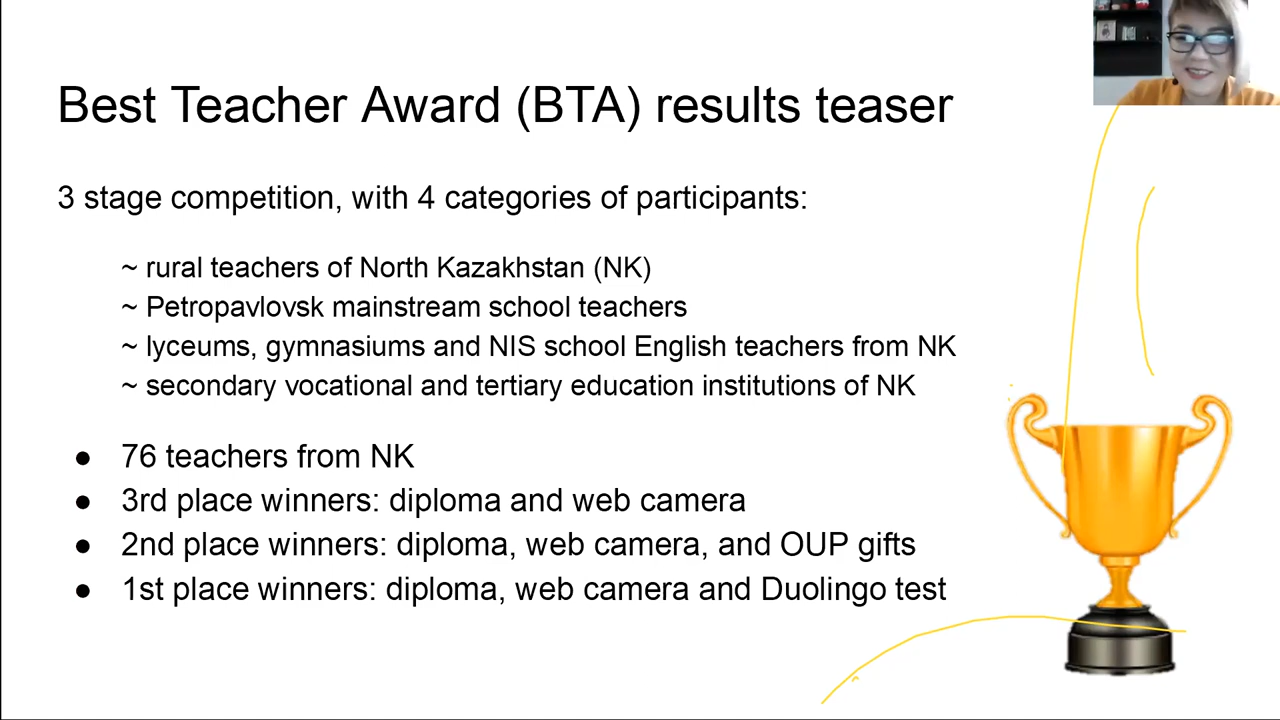 Best Teacher Award (BTA) results teaser
3 stage competition, with 4 categories of participants:
~ rural teachers of North Kazakhstan (NK)
~ Petropavlovsk mainstream school teachers
~ lyceums, gymnasiums and NIS school English teachers from NK
~ secondary vocational and tertiary education institutions of NK
● 76 teachers from NK
● 3rd place winners: diploma and web camera
● 2nd place winners: diploma, web camera, and OUP gifts
● 1st place winners: diploma, web camera and Duolingo test